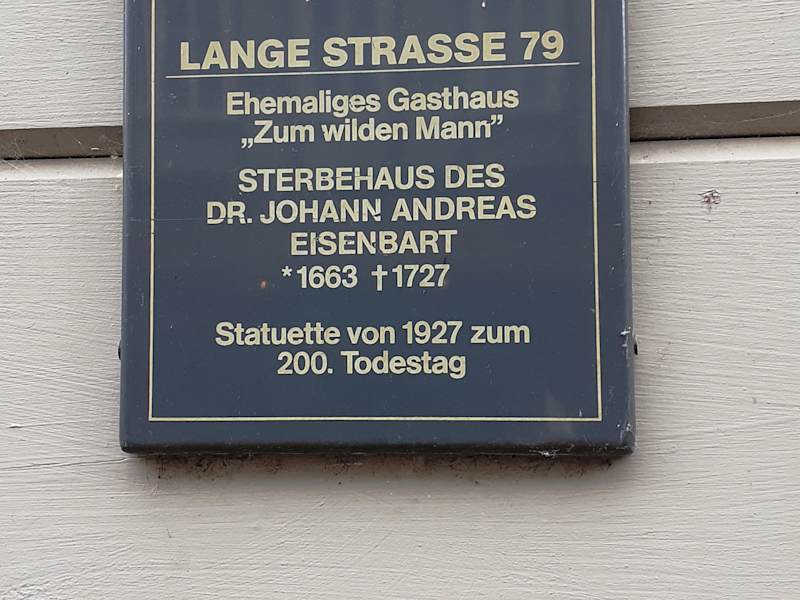 LANGE STRASSE 79
Ehemaliges Gasthaus
„Zum wilden Mann”
STERBEHAUS DES
DR. JOHANN ANDREAS
EISENBART
*1663 †1727
Statuette von 1927 zum
200. Todestag